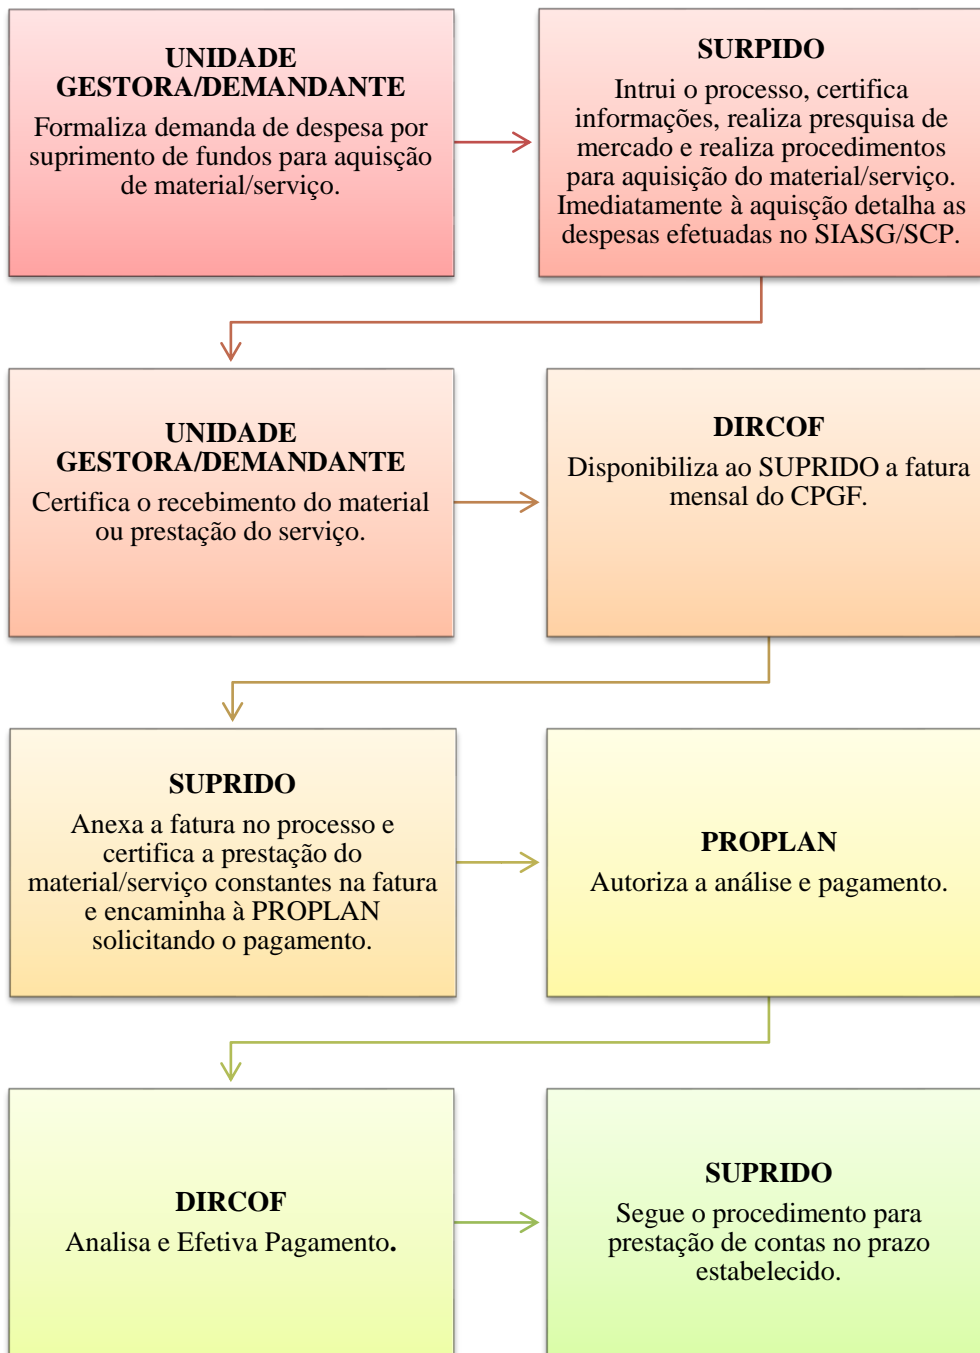 UNIDADE
GESTORA/DEMANDANTE
Formaliza demanda de despesa por
suprimento de fundos para aquisção
de material/serviço.
SURPIDO
Intrui o processo, certifica
informações, realiza presquisa de
mercado e realiza procedimentos
para aquisição do material/serviço.
Imediatamente à aquisção detalha as
despesas efetuadas no SIASG/SCP.
UNIDADE
GESTORA/DEMANDANTE
Certifica o recebimento do material
ou prestação do serviço.
DIRCOF
Disponibiliza ao SUPRIDO a fatura
mensal do CPGF.
SUPRIDO
Anexa a fatura no processo e
certifica a prestação do
material/serviço constantes na fatura
e encaminha à PROPLAN
solicitando o pagamento.
PROPLAN
Autoriza a análise e pagamento.
DIRCOF
Analisa e Efetiva Pagamento.
SUPRIDO
Segue o procedimento para
prestação de contas no prazo
estabelecido.